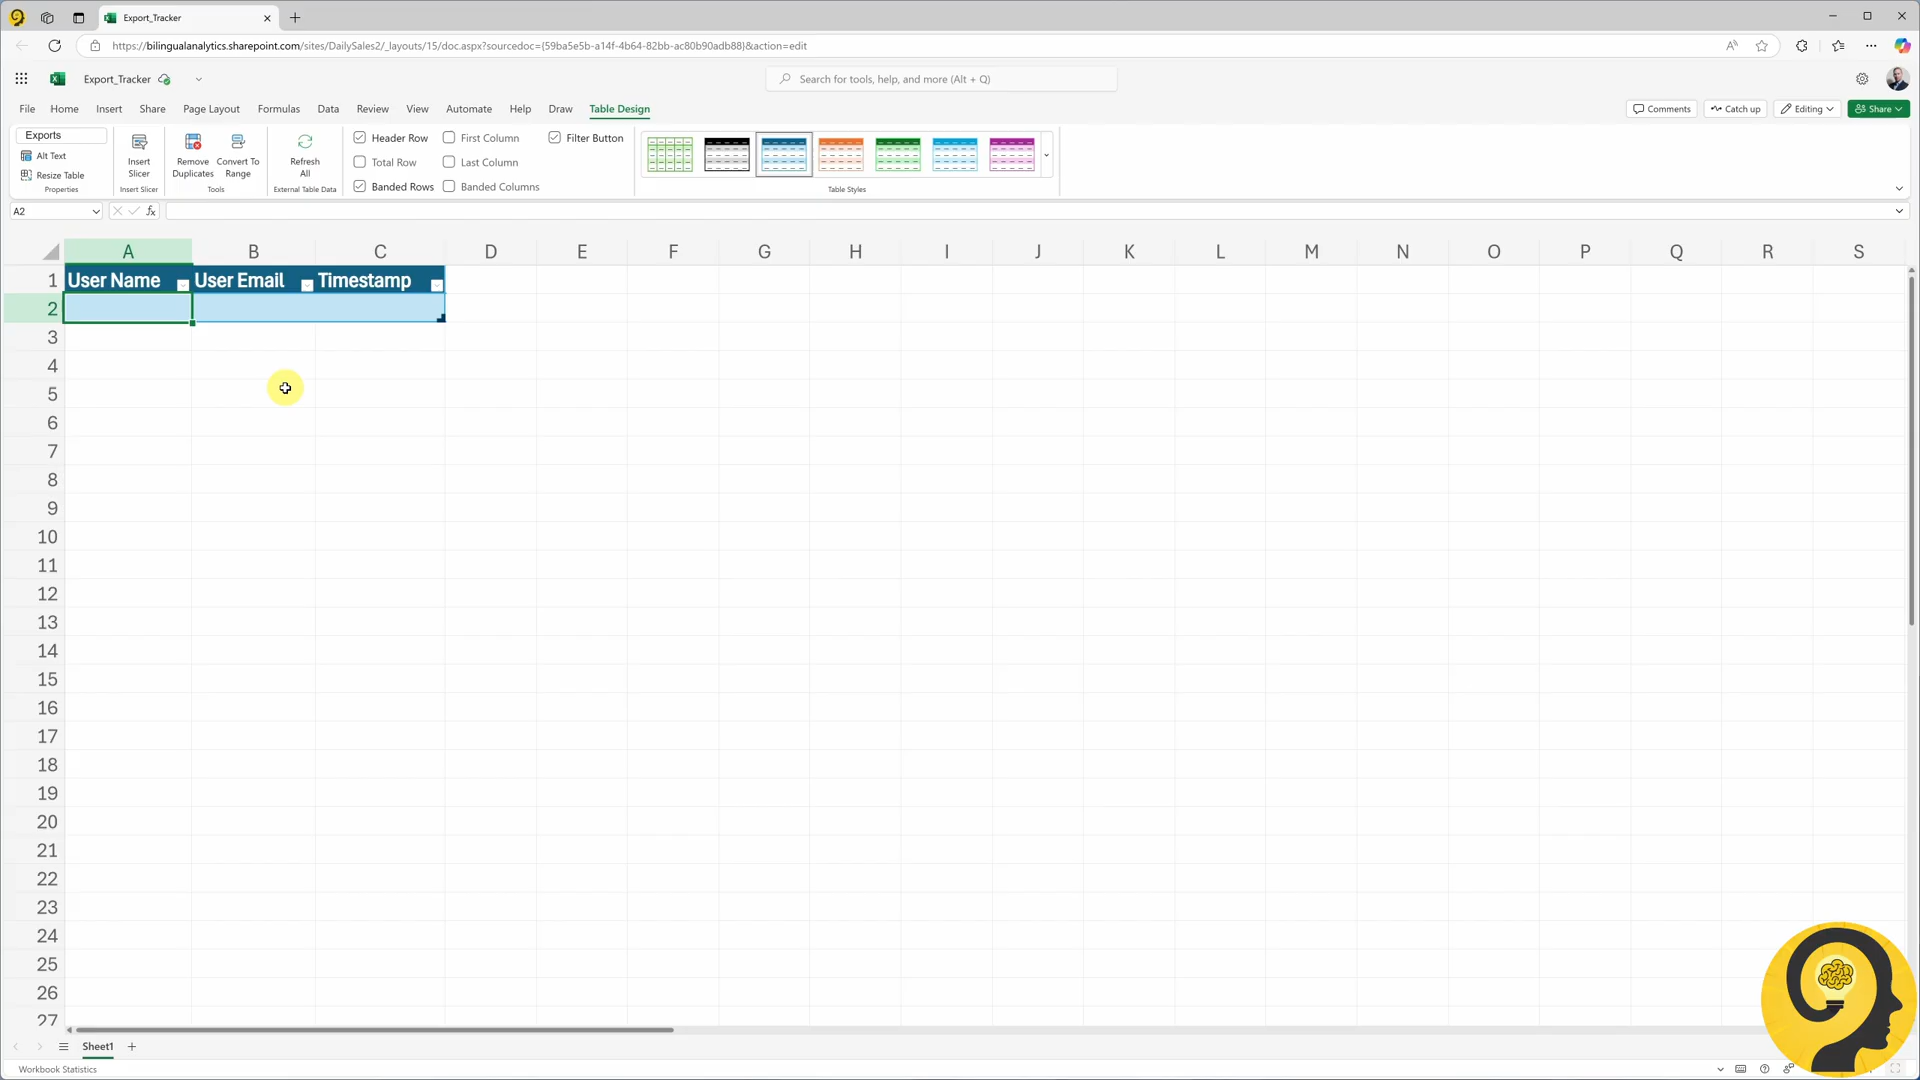 Export_Tracker
https://bilingualanalytics.sharepoint.com/sites/DailySales2/_layouts/15/doc.aspx?sourcedoc={59ba5e5b-a14f-4b64-82bb-ac80b90adb88}&action=edit
Export_Tracker
Search for tools, help, and more (Alt + Q)
File Home Insert Share Page Layout Formulas Data Review View Automate Help Draw Table Design
Comments Catch up Editing Share
Exports
Alt Text
Resize Table
Properties
Insert Slicer
Insert Slicer
Remove Duplicates
Convert To Range
Tools
Refresh All
External Table Data
Header Row First Column Filter Button
Total Row Last Column
Banded Rows Banded Columns
Table Styles
A2 fx
A B C D E F G H I J K L M N O P Q R S
1 User Name User Email Timestamp
2
3
4
5
6
7
8
9
10
11
12
13
14
15
16
17
18
19
20
21
22
23
24
25
26
27
Sheet1
Workbook Statistics